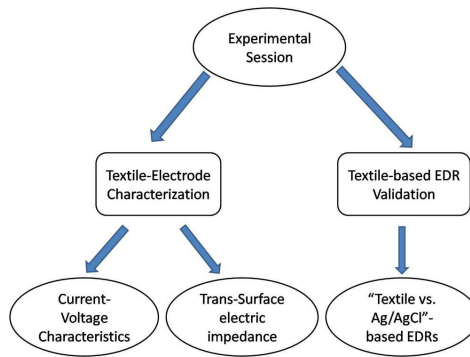 Experimental
Session
Textile-Electrode
Characterization
Textile-based EDR
Validation
Current-
Voltage
Characteristics
Trans-Surface
electric
impedance
“Textile vs.
Ag/AgCl”-
based EDRs